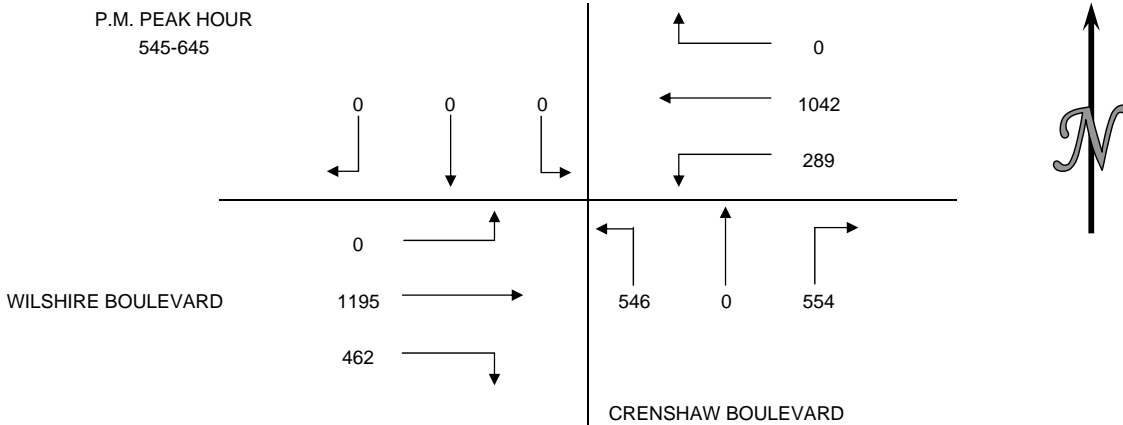 P.M. PEAK HOUR
545-645
0
1042
289
0 0 0
N
0
WILSHIRE BOULEVARD 1195
462
546 0 554
CRENSHAW BOULEVARD